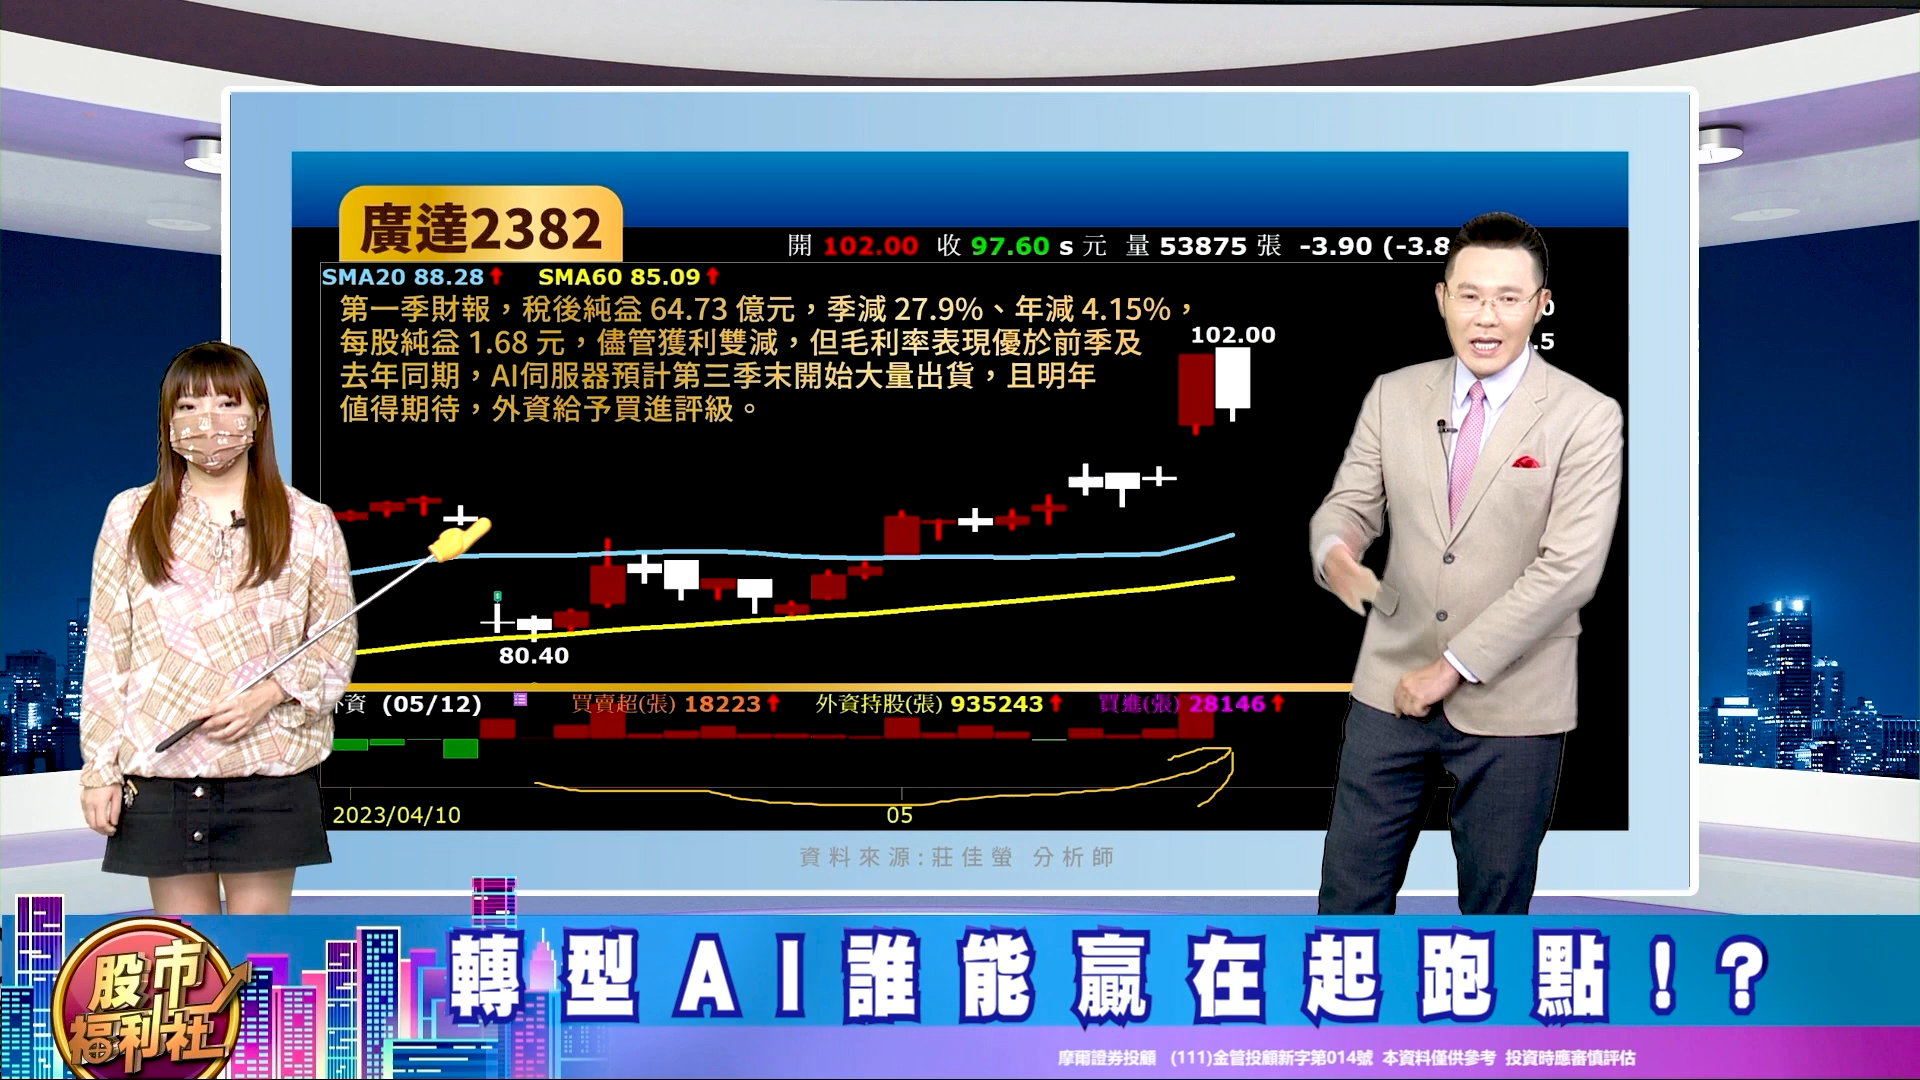 廣達2382
開 102.00 收 97.60 s 元 量 53875 張 -3.90 (-3.8
SMA20 88.28↑ SMA60 85.09↑
第一季財報，稅後純益 64.73 億元，季減 27.9%、年減 4.15%，
每股純益 1.68 元，儘管獲利雙減，但毛利率表現優於前季及
去年同期，AI伺服器預計第三季末開始大量出貨，且明年
值得期待，外資給予買進評級。
102.00
0
.5
80.40
資 (05/12) 買賣超(張) 18223↑ 外資持股(張) 935243↑ 買進(張) 28146↑
2023/04/10 05
資料來源:莊佳螢 分析師
股市
福利社
轉型AI誰能贏在起跑點!?
摩爾證券投顧 (111)金管投顧新字第014號 本資料僅供參考 投資時應審慎評估